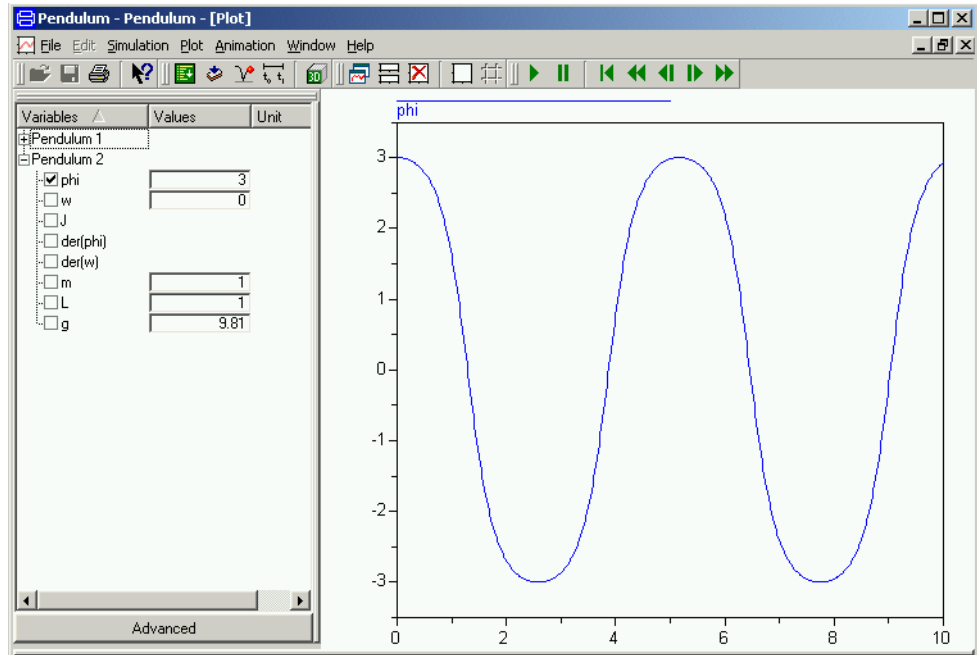 Pendulum - Pendulum - [Plot]
File Edit Simulation Plot Animation Window Help
3D
Variables Values Unit
Pendulum 1
Pendulum 2
phi 3
w 0
J
der(phi)
der(w)
m 1
L 1
g 9.81
Advanced
phi
3
2
1
0
-1
-2
-3
0 2 4 6 8 10